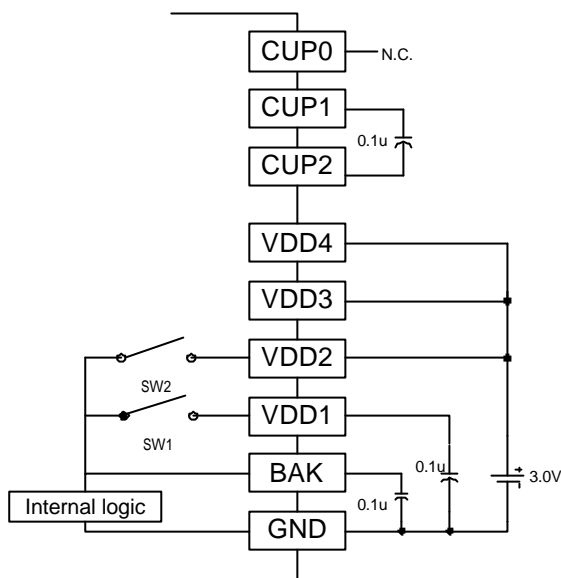 CUP0
N.C.
CUP1
0.1u
CUP2
VDD4
VDD3
VDD2
SW2
VDD1
SW1
BAK
0.1u
3.0V
Internal logic
0.1u
GND